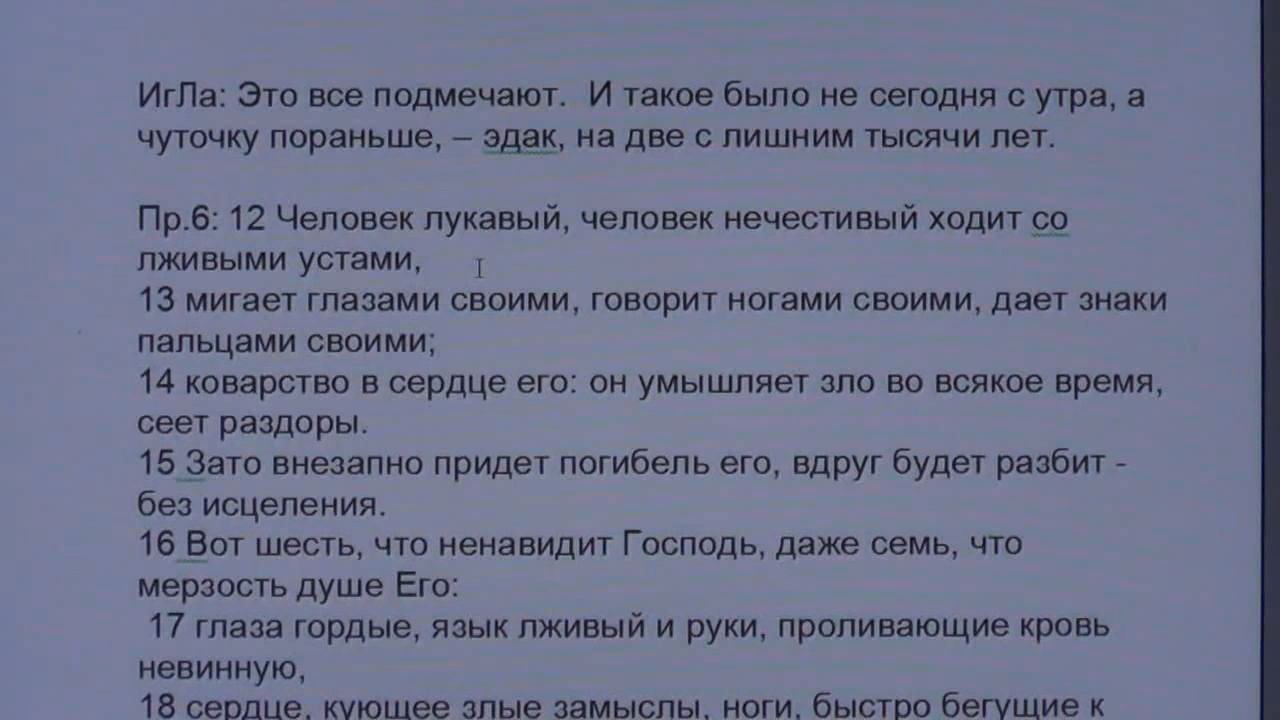 ИгЛа: Это все подмечают.  И такое было не сегодня с утра, а
чуточку пораньше, – эдак, на две с лишним тысячи лет.
Пр.6: 12 Человек лукавый, человек нечестивый ходит со
лживыми устами,
13 мигает глазами своими, говорит ногами своими, дает знаки
пальцами своими;
14 коварство в сердце его: он умышляет зло во всякое время,
сеет раздоры.
15 Зато внезапно придет погибель его, вдруг будет разбит -
без исцеления.
16 Вот шесть, что ненавидит Господь, даже семь, что
мерзость душе Его:
17 глаза гордые, язык лживый и руки, проливающие кровь
невинную,
18 сердце, кующее злые замыслы, ноги, быстро бегущие к